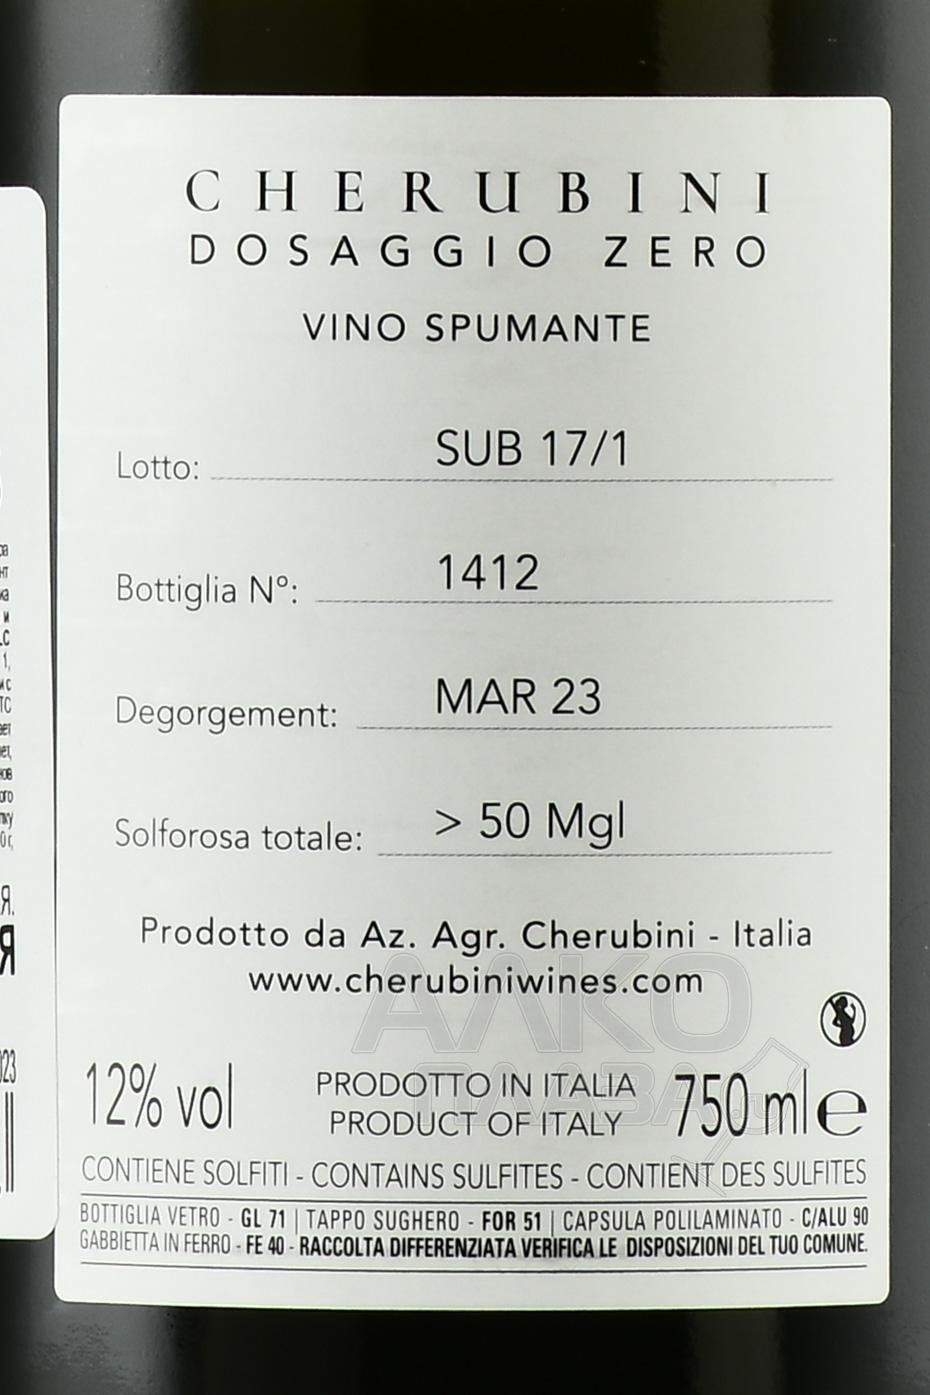 CHERUBINI
DOSAGGIO ZERO
VINO SPUMANTE
Lotto: SUB 17/1
Bottiglia N°: 1412
Degorgement: MAR 23
Solforosa totale: > 50 Mgl
Prodotto da Az. Agr. Cherubini - Italia
www.cherubiniwines.com
12% vol
PRODOTTO IN ITALIA
PRODUCT OF ITALY
750 ml e
CONTIENE SOLFITI - CONTAINS SULFITES - CONTIENT DES SULFITES
BOTTIGLIA VETRO - GL 71 | TAPPO SUGHERO - FOR 51 | CAPSULA POLILAMINATO - C/ALU 90
GABBIETTA IN FERRO - FE 40 - RACCOLTA DIFFERENZIATA VERIFICA LE DISPOSIZIONI DEL TUO COMUNE.
АЛКО
ПЛЕВА